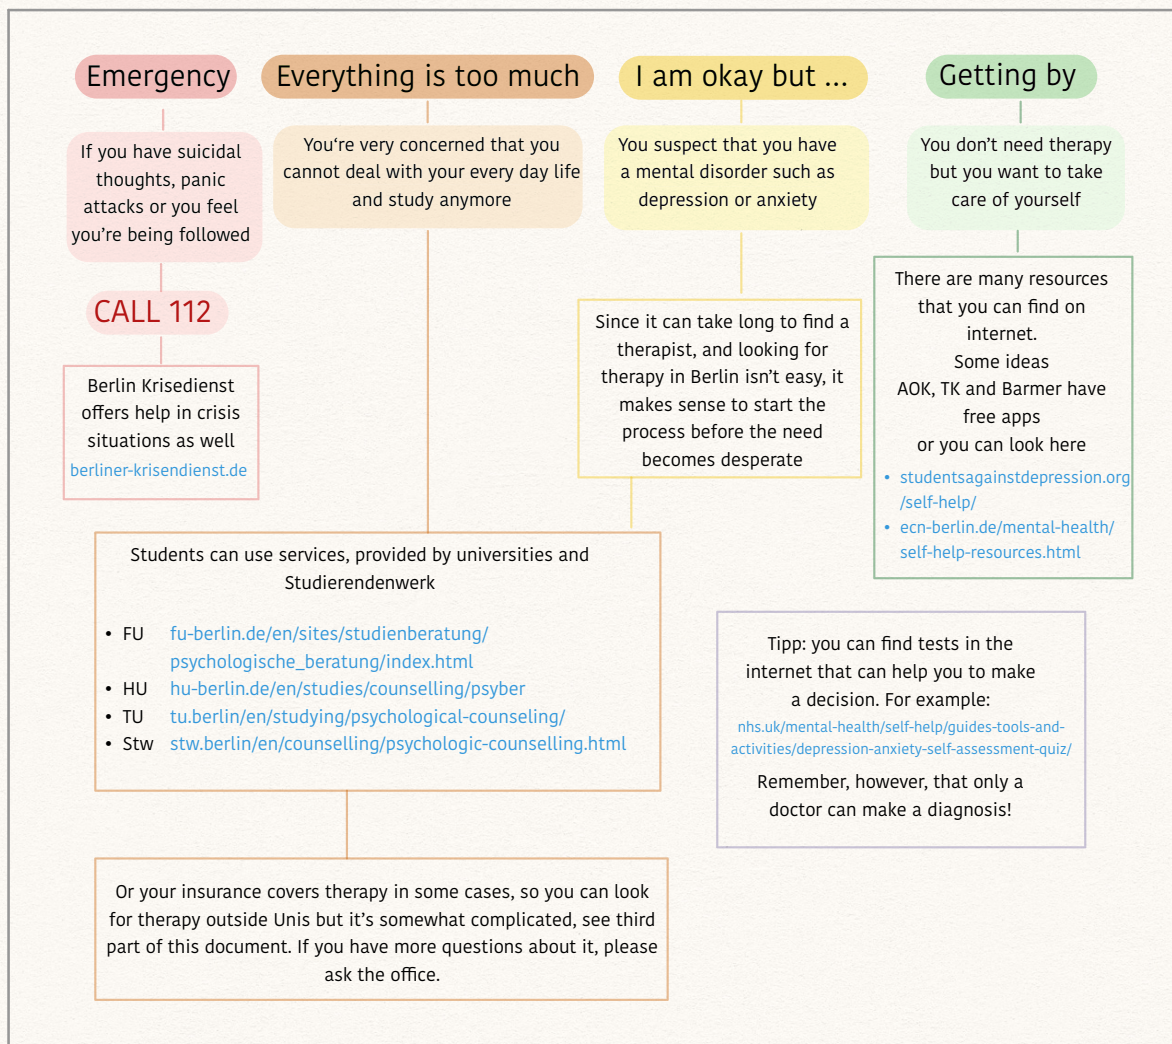 Emergency
If you have suicidal
thoughts, panic
attacks or you feel
you're being followed
CALL 112
Berlin Krisedienst
offers help in crisis
situations as well
berliner-krisendienst.de
Everything is too much
You‘re very concerned that you
cannot deal with your every day life
and study anymore
I am okay but ...
You suspect that you have
a mental disorder such as
depression or anxiety
Since it can take long to find a
therapist, and looking for
therapy in Berlin isn’t easy, it
makes sense to start the
process before the need
becomes desperate
Getting by
You don’t need therapy
but you want to take
care of yourself
There are many resources
that you can find on
internet.
Some ideas
AOK, TK and Barmer have
free apps
or you can look here
• studentsagainstdepression.org
/self-help/
• ecn-berlin.de/mental-health/
self-help-resources.html
Students can use services, provided by universities and
Studierendenwerk
• FU fu-berlin.de/en/sites/studienberatung/
psychologische_beratung/index.html
• HU hu-berlin.de/en/studies/counselling/psyber
• TU tu.berlin/en/studying/psychological-counseling/
• Stw stw.berlin/en/counselling/psychologic-counselling.html
Tipp: you can find tests in the
internet that can help you to make
a decision. For example:
nhs.uk/mental-health/self-help/guides-tools-and-
activities/depression-anxiety-self-assessment-quiz/
Remember, however, that only a
doctor can make a diagnosis!
Or your insurance covers therapy in some cases, so you can look
for therapy outside Unis but it’s somewhat complicated, see third
part of this document. If you have more questions about it, please
ask the office.